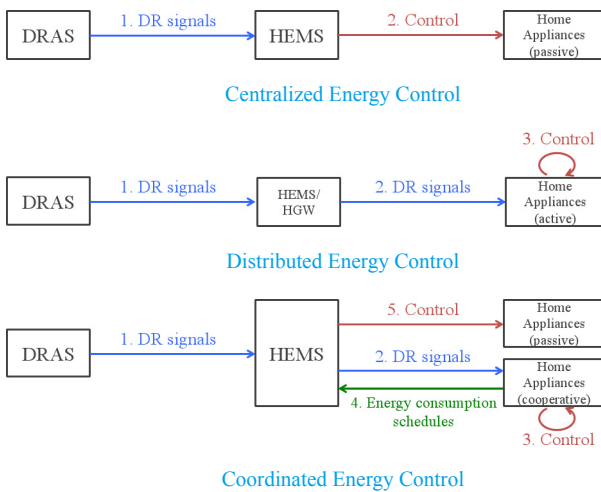 1. DR signals
2. Control
DRAS
HEMS
Home
Appliances
(passive)
Centralized Energy Control
3. Control
1. DR signals
2. DR signals
DRAS
HEMS/
HGW
Home
Appliances
(active)
Distributed Energy Control
5. Control
Home
Appliances
(passive)
1. DR signals
DRAS
HEMS
2. DR signals
Home
Appliances
(cooperative)
4. Energy consumption
schedules
3. Control
Coordinated Energy Control